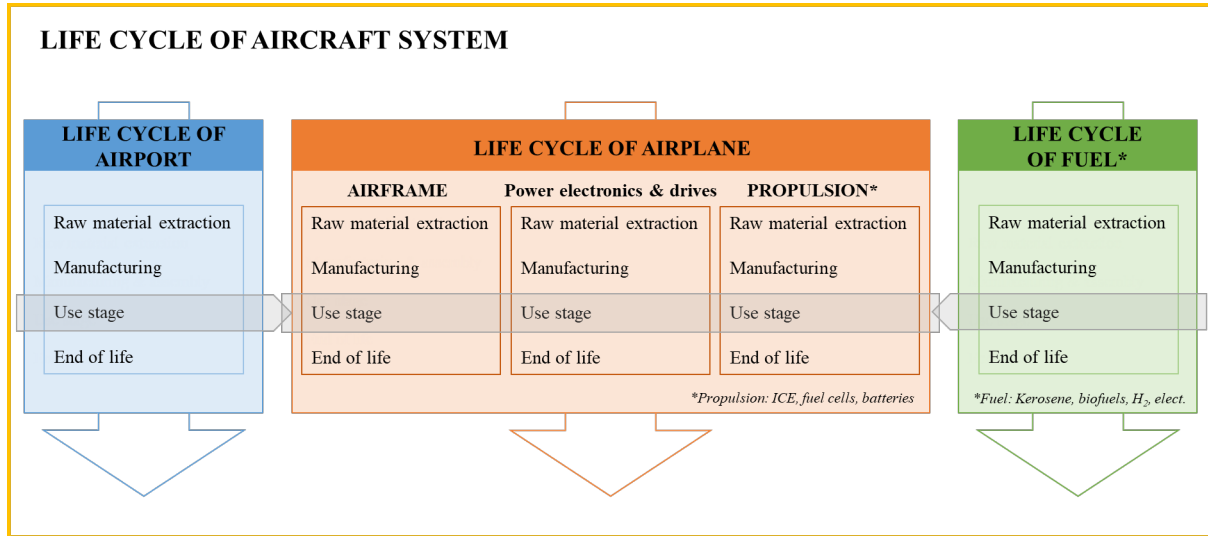 LIFE CYCLE OF AIRCRAFT SYSTEM
LIFE CYCLE OF
AIRPORT
Raw material extraction
Manufacturing
Use stage
End of life
LIFE CYCLE OF AIRPLANE
AIRFRAME
Raw material extraction
Manufacturing
Use stage
End of life
Power electronics & drives
Raw material extraction
Manufacturing
Use stage
End of life
PROPULSION*
Raw material extraction
Manufacturing
Use stage
End of life
*Propulsion: ICE, fuel cells, batteries
LIFE CYCLE
OF FUEL*
Raw material extraction
Manufacturing
Use stage
End of life
*Fuel: Kerosene, biofuels, H₂, elect.